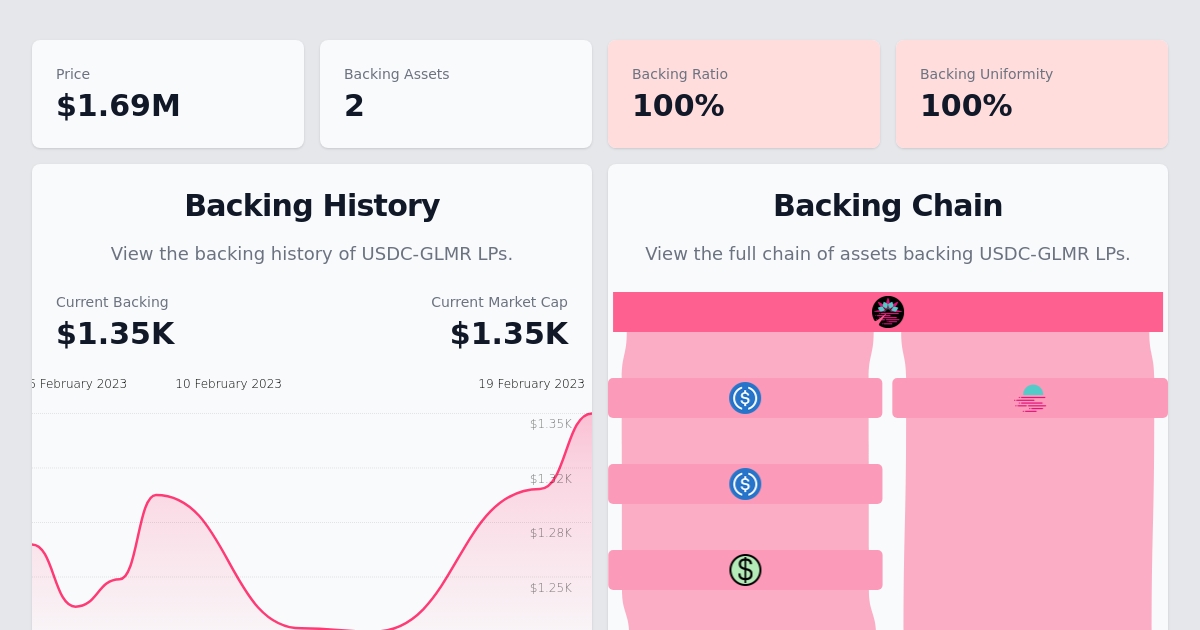 Price
$1.69M
Backing Assets
2
Backing Ratio
100%
Backing Uniformity
100%
Backing History
View the backing history of USDC-GLMR LPs.
Current Backing
$1.35K
Current Market Cap
$1.35K
February 2023
10 February 2023
19 February 2023
$1.35K
$1.32K
$1.28K
$1.25K
Backing Chain
View the full chain of assets backing USDC-GLMR LPs.